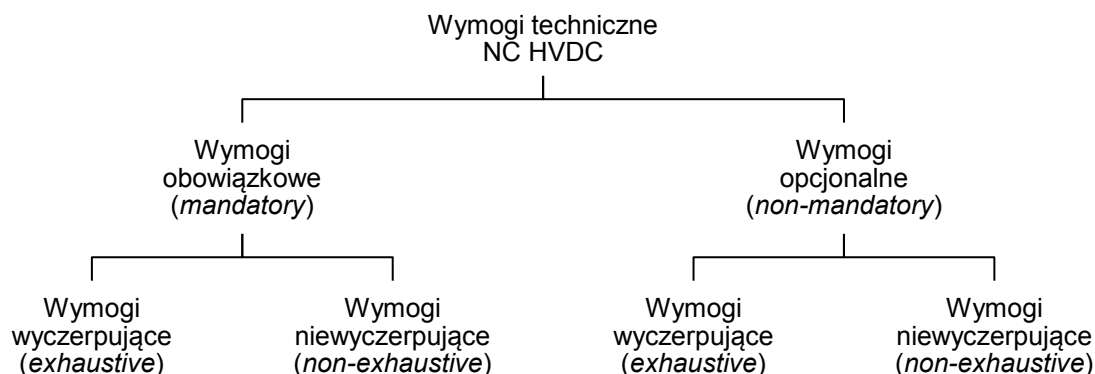 Wymogi techniczne
NC HVDC
Wymogi
obowiązkowe
(mandatory)
Wymogi
opcjonalne
(non-mandatory)
Wymogi
wyczerpujące
(exhaustive)
Wymogi
niewyczerpujące
(non-exhaustive)
Wymogi
wyczerpujące
(exhaustive)
Wymogi
niewyczerpujące
(non-exhaustive)